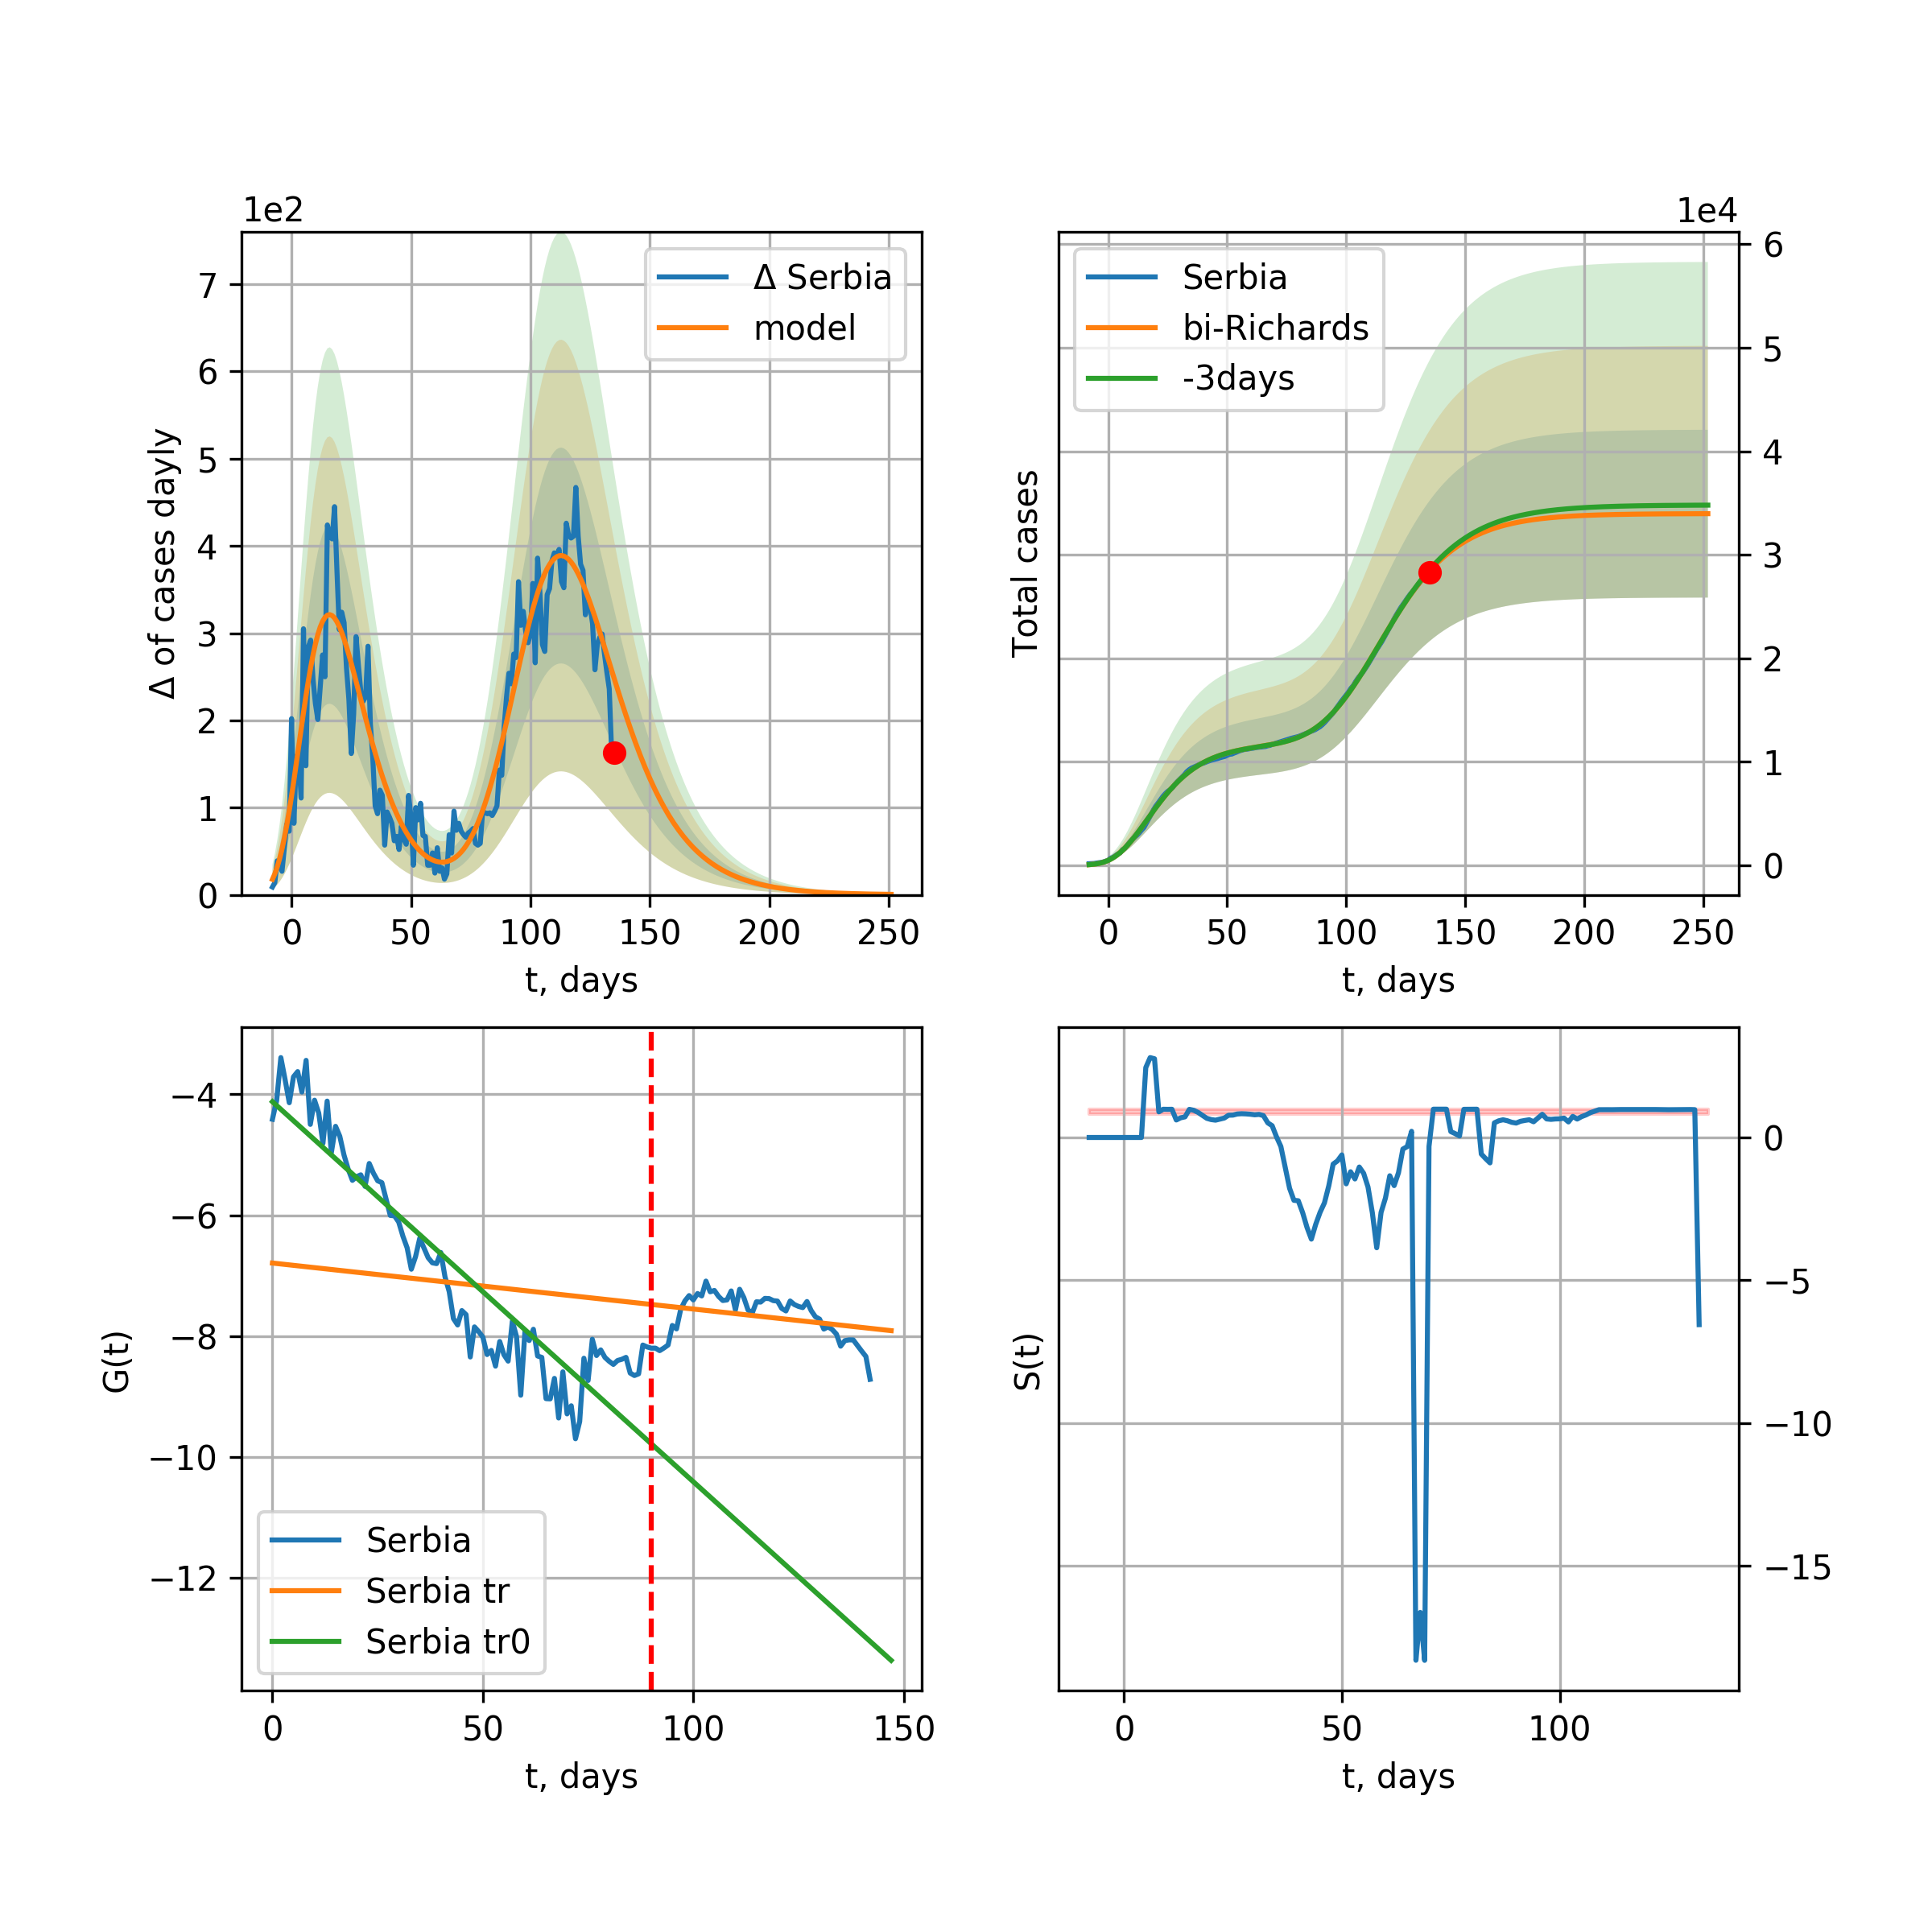 1e2
7
6
5
4
3
2
1
0
Δ of cases dayly
Δ Serbia
model
0 50 100 150 200 250
t, days
1e4
6
5
4
3
2
1
0
Total cases
Serbia
bi-Richards
-3days
0 50 100 150 200 250
t, days
−4
−6
−8
−10
−12
G(t)
Serbia
Serbia tr
Serbia tr0
0 50 100 150
t, days
0
−5
−10
−15
S(t)
0 50 100
t, days